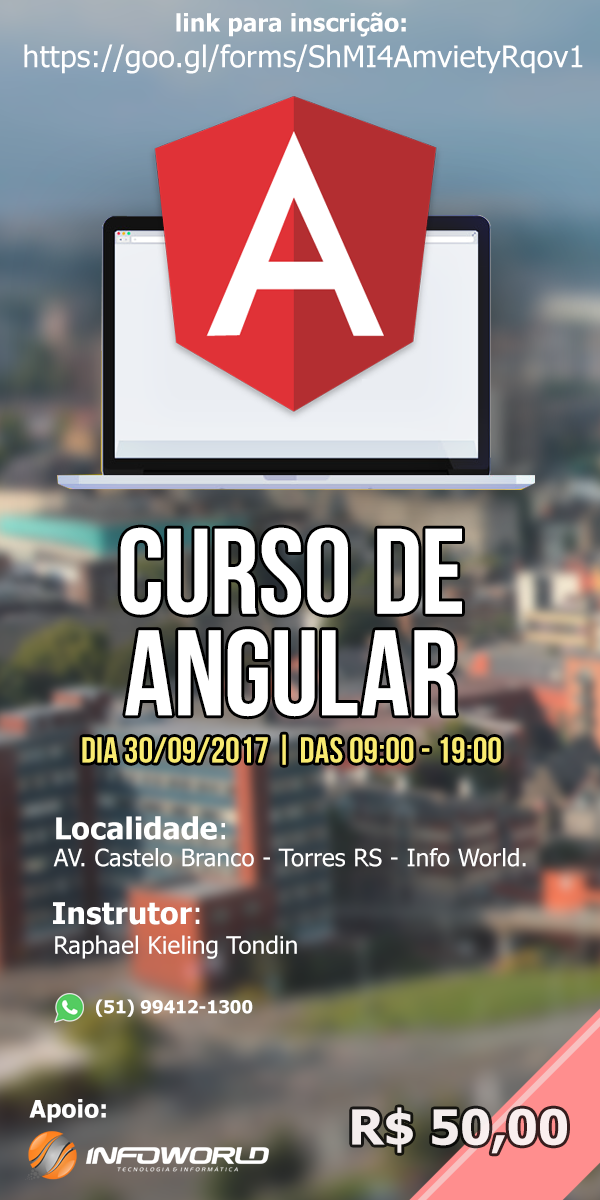 link para inscrição:
https://goo.gl/forms/ShMI4AmvietyRqov1
A
CURSO DE
ANGULAR
DIA 30/09/2017 | DAS 09:00 - 19:00
Localidade:
AV. Castelo Branco - Torres RS - Info World.
Instrutor:
Raphael Kieling Tondin
(51) 99412-1300
Apoio:
INFOWORLD
TECNOLOGIA & INFORMÁTICA
R$ 50,00